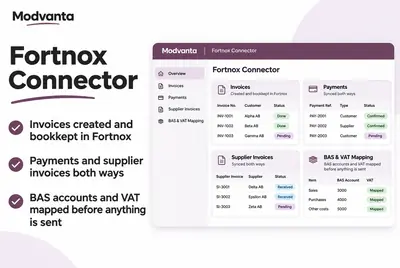 Modvanta
Fortnox
Connector
Invoices created and
bookkept in Fortnox
Payments and supplier
invoices both ways
BAS accounts and VAT
mapped before anything
is sent
Modvanta | Fortnox Connector
Overview
Invoices
Payments
Supplier Invoices
BAS & VAT Mapping
Fortnox Connector
Invoices
Created and bookkept in Fortnox
Invoice No. Customer Status
INV-1001 Alpha AB Done
INV-1002 Beta AB Done
INV-1003 Gamma AB Pending
Payments
Synced both ways
Payment Ref. Type Status
PAY-2001 Customer Confirmed
PAY-2002 Supplier Confirmed
PAY-2003 Customer Pending
Supplier Invoices
Synced both ways
Supplier Invoice Supplier Status
SI-3001 Delta AB Received
SI-3002 Epsilon AB Received
SI-3003 Zeta AB Pending
BAS & VAT Mapping
BAS accounts and VAT
mapped before anything is sent
Item BAS Account VAT
Sales 3000 Mapped
Purchases 4000 Mapped
Other costs 5000 Mapped